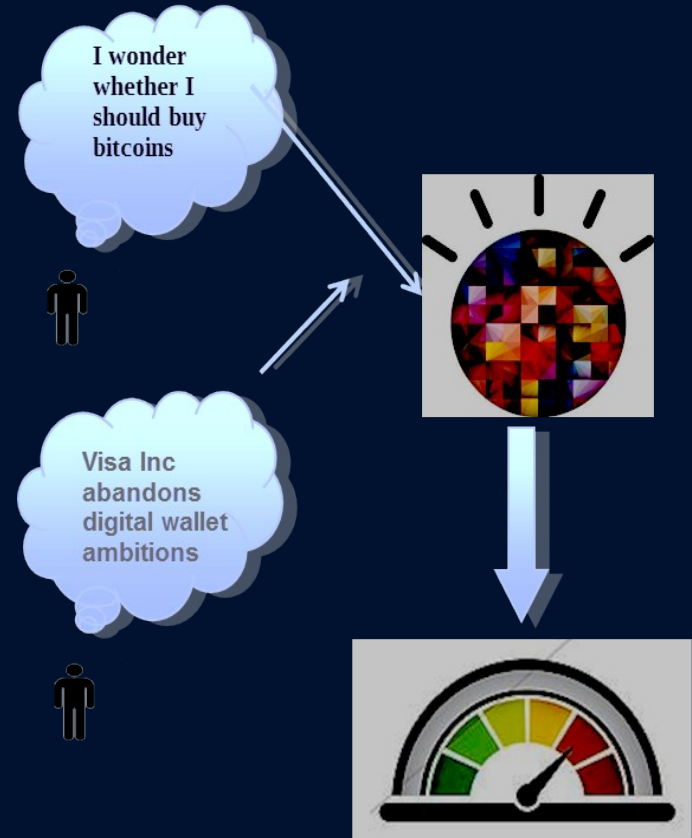 I wonder
whether I
should buy
bitcoins
Visa Inc
abandons
digital wallet
ambitions